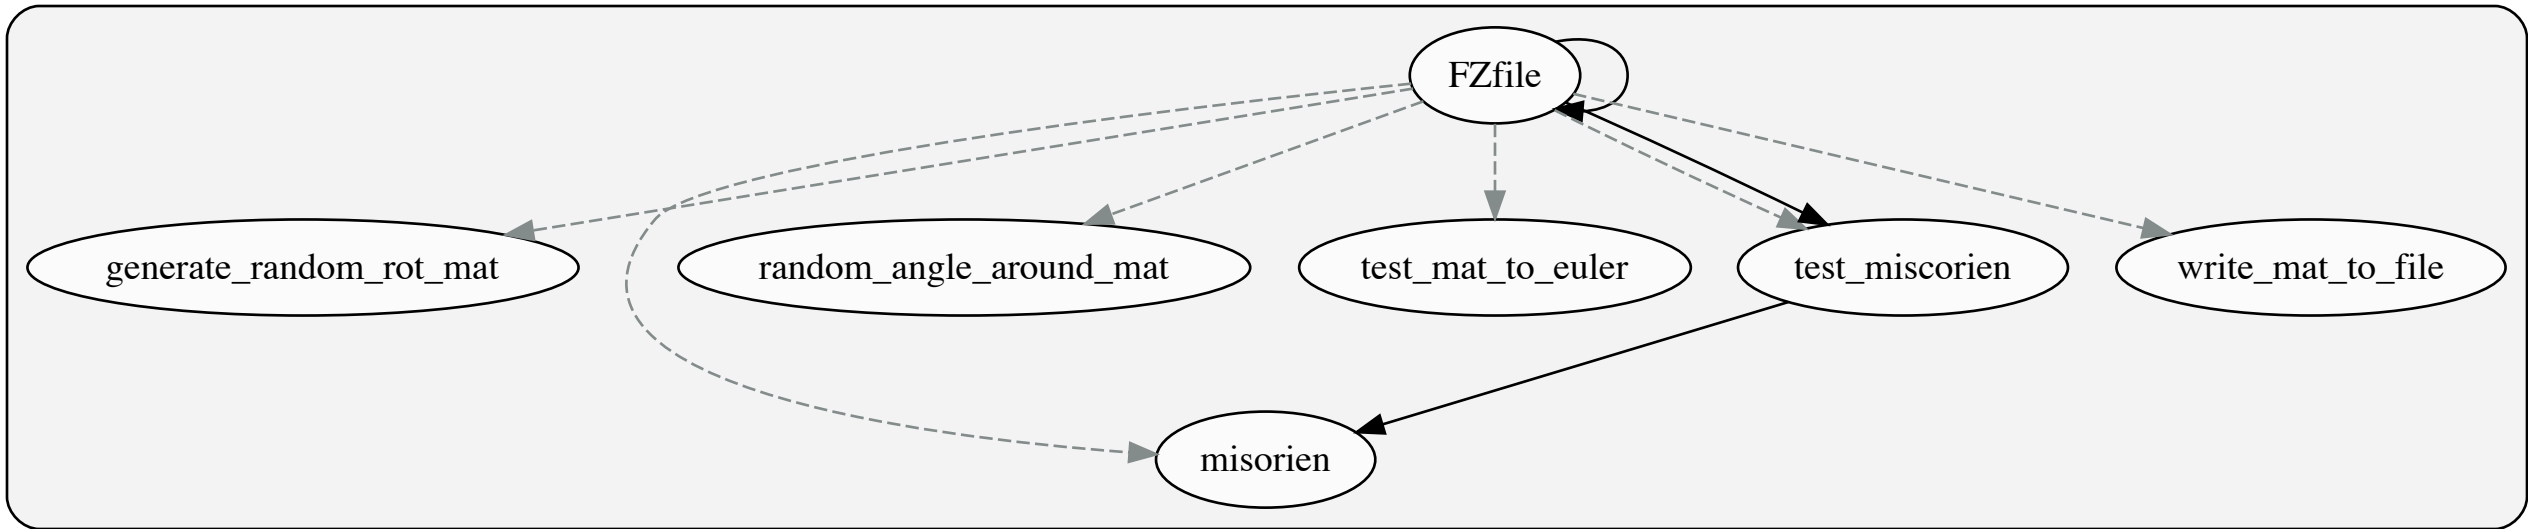 FZfile
generate_random_rot_mat
random_angle_around_mat
test_mat_to_euler
test_miscorien
write_mat_to_file
misorien